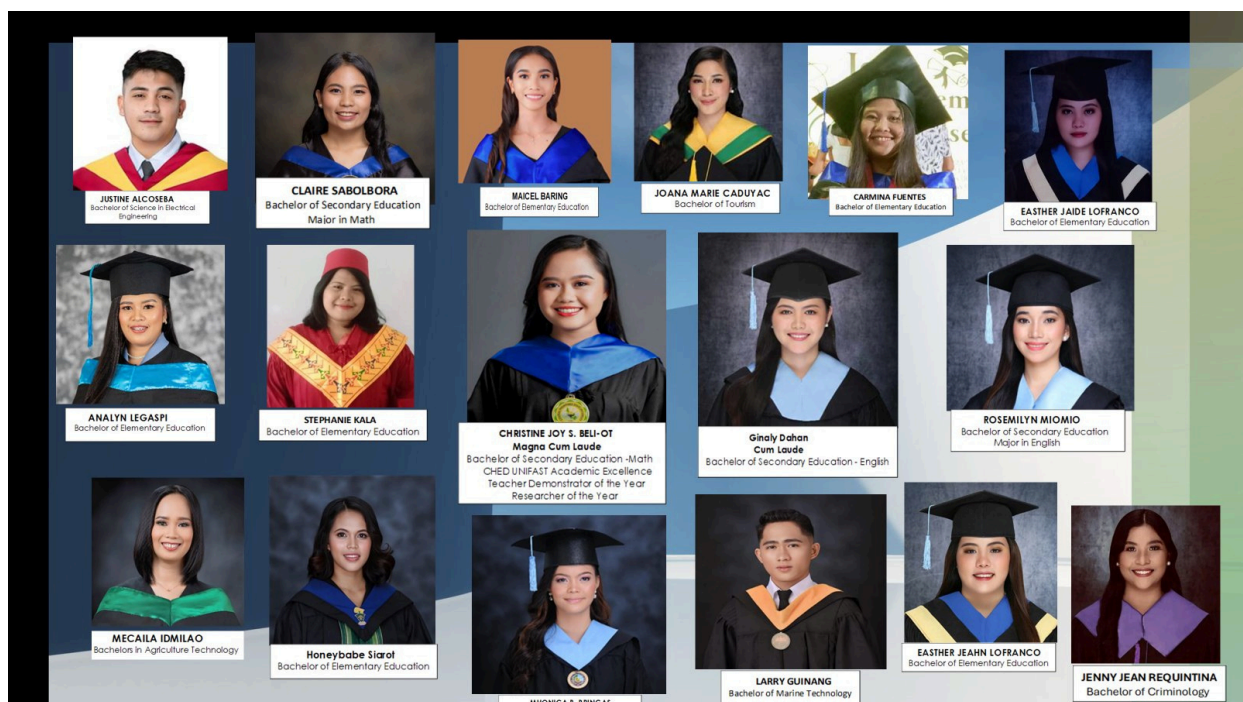 JUSTINE ALCOSEBA
Bachelor of Science in Electrical
Engineering
CLAIRE SABOLBORA
Bachelor of Secondary Education
Major in Math
MAICEL BARING
Bachelor of Elementary Education
JOANA MARIE CADUYAC
Bachelor of Tourism
CARMINA FUENTES
Bachelor of Elementary Education
EASTHER JAIDE LOFRANCO
Bachelor of Elementary Education
ANALYN LEGASPI
Bachelor of Elementary Education
STEPHANIE KALA
Bachelor of Elementary Education
CHRISTINE JOY S. BELI-OT
Magna Cum Laude
Bachelor of Secondary Education -Math
CHED UNIFAST Academic Excellence
Teacher Demonstrator of the Year
Researcher of the Year
Ginaly Dahan
Cum Laude
Bachelor of Secondary Education - English
ROSEMILYN MIOMIO
Bachelor of Secondary Education
Major in English
MECAILA IDMILAO
Bachelors in Agriculture Technology
Honeybabe Siarot
Bachelor of Elementary Education
LARRY GUINANG
Bachelor of Marine Technology
EASTHER JEAHN LOFRANCO
Bachelor of Elementary Education
JENNY JEAN REQUINTINA
Bachelor of Criminology